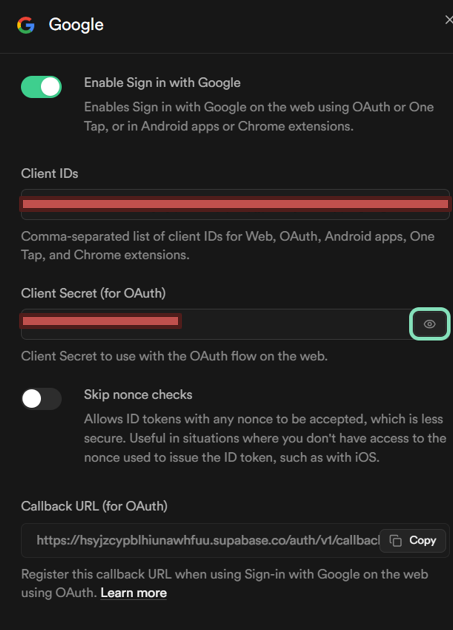 Google
Enable Sign in with Google
Enables Sign in with Google on the web using OAuth or One
Tap, or in Android apps or Chrome extensions.
Client IDs
Comma-separated list of client IDs for Web, OAuth, Android apps, One
Tap, and Chrome extensions.
Client Secret (for OAuth)
Client Secret to use with the OAuth flow on the web.
Skip nonce checks
Allows ID tokens with any nonce to be accepted, which is less
secure. Useful in situations where you don't have access to the
nonce used to issue the ID token, such as with iOS.
Callback URL (for OAuth)
https://hsyjzcypblhiunawhfuu.supabase.co/auth/v1/callbacl Copy
Register this callback URL when using Sign-in with Google on the web
using OAuth. Learn more